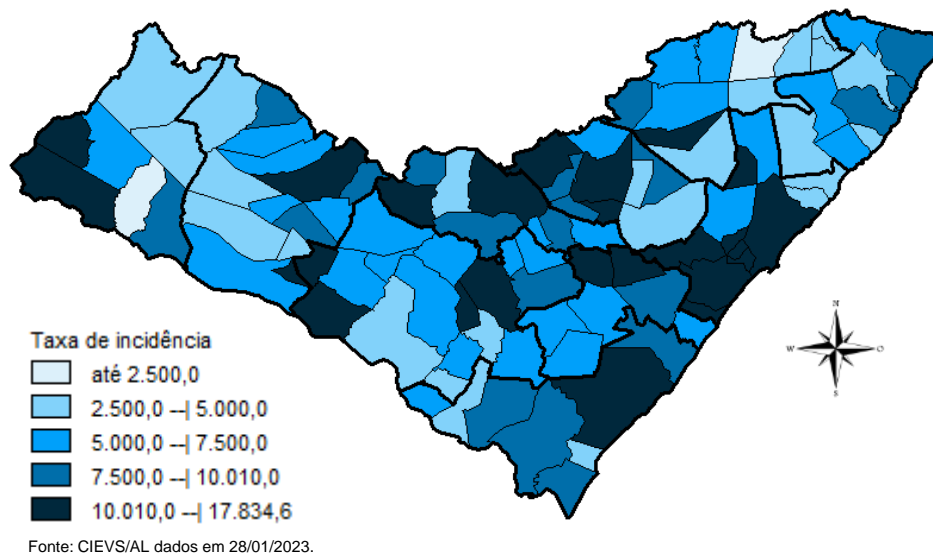 N
W
O
S
Taxa de incidência
até 2.500,0
2.500,0 --| 5.000,0
5.000,0 --| 7.500,0
7.500,0 --| 10.010,0
10.010,0 --| 17.834,6
Fonte: CIEVS/AL dados em 28/01/2023.